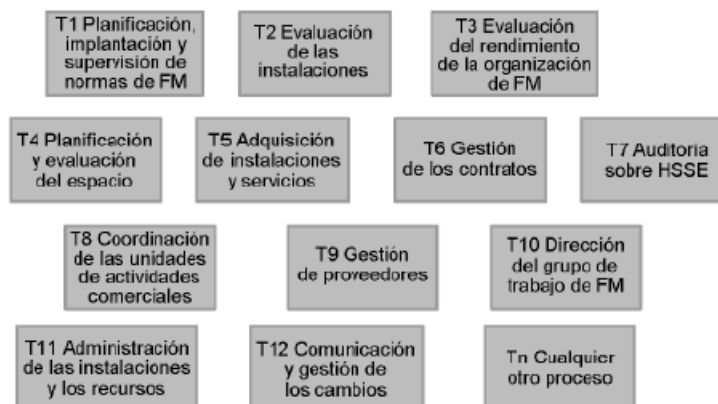 T1 Planificación,
implantación y
supervisión de
normas de FM
T2 Evaluación
de las
instalaciones
T3 Evaluación
del rendimiento
de la organización
de FM
T4 Planificación
y evaluación
del espacio
T5 Adquisición
de instalaciones
y servicios
T6 Gestión
de los contratos
T7 Auditoria
sobre HSSE
T8 Coordinación
de las unidades
de actividades
comerciales
T9 Gestión
de proveedores
T10 Dirección
del grupo de
trabajo de FM
T11 Administración
de las instalaciones
y los recursos
T12 Comunicación
y gestión de
los cambios
Tn Cualquier
otro proceso